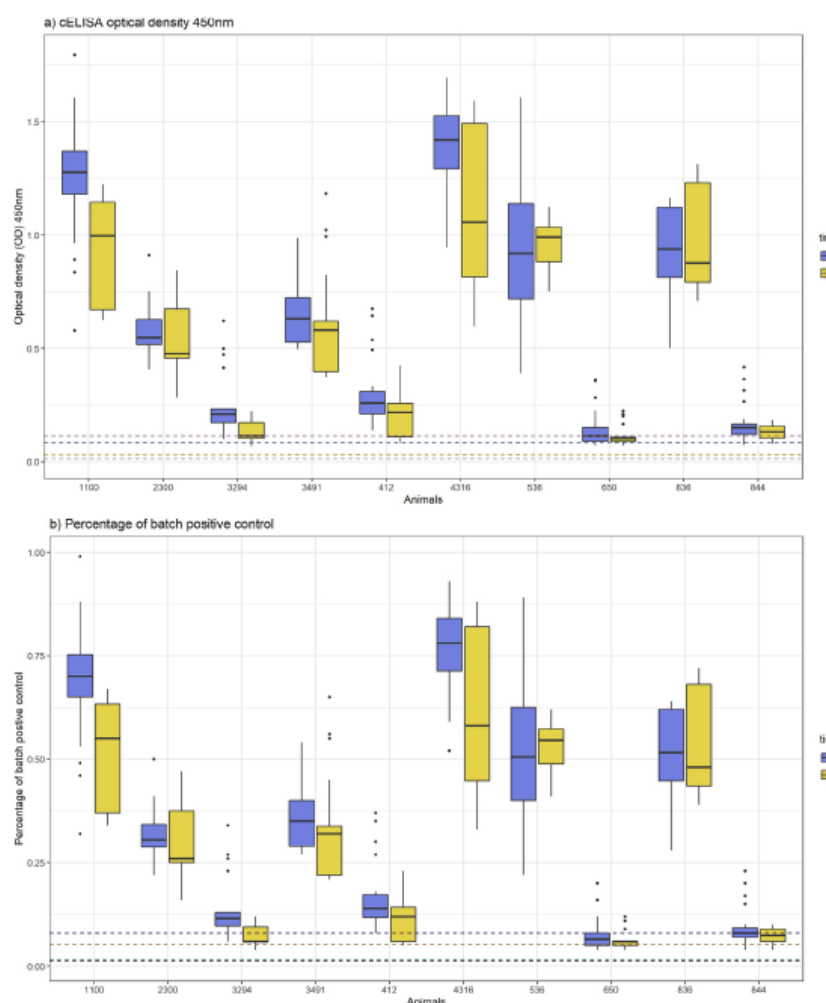 a) cELISA optical density 450nm
Optical density (OD) 450nm
1.5
1.0
0.5
0.0
1100 2300 3294 3491 412 4316 536 650 836 844
Animals
b) Percentage of batch positive control
Percentage of batch positive control
1.00
0.75
0.50
0.25
0.00
1100 2300 3294 3491 412 4316 536 650 836 844
Animals